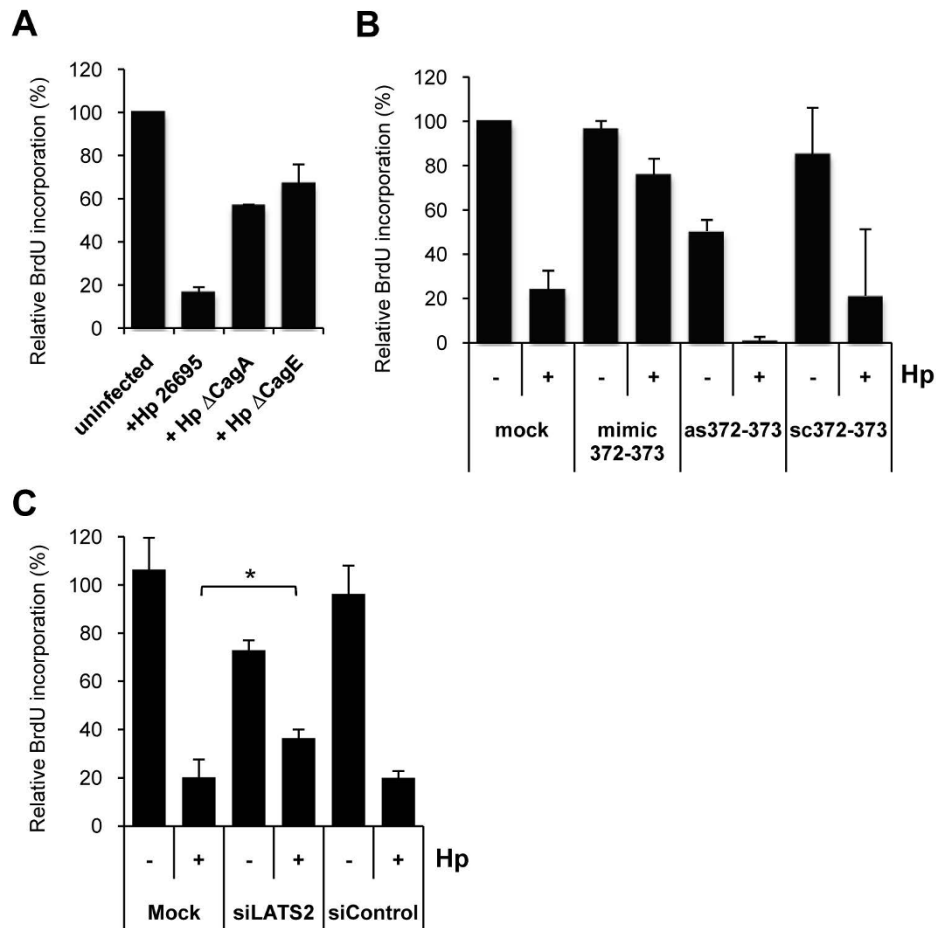 A
Relative BrdU incorporation (%)
120
100
80
60
40
20
0
uninfected
+Hp 26695
+ Hp ΔCagA
+ Hp ΔCagE
B
Relative BrdU incorporation (%)
120
100
80
60
40
20
0
- + - + - + - + Hp
mock mimic 372-373 as372-373 sc372-373
C
Relative BrdU incorporation (%)
120
100
80
60
40
20
0
*
- + - + - + Hp
Mock siLATS2 siControl